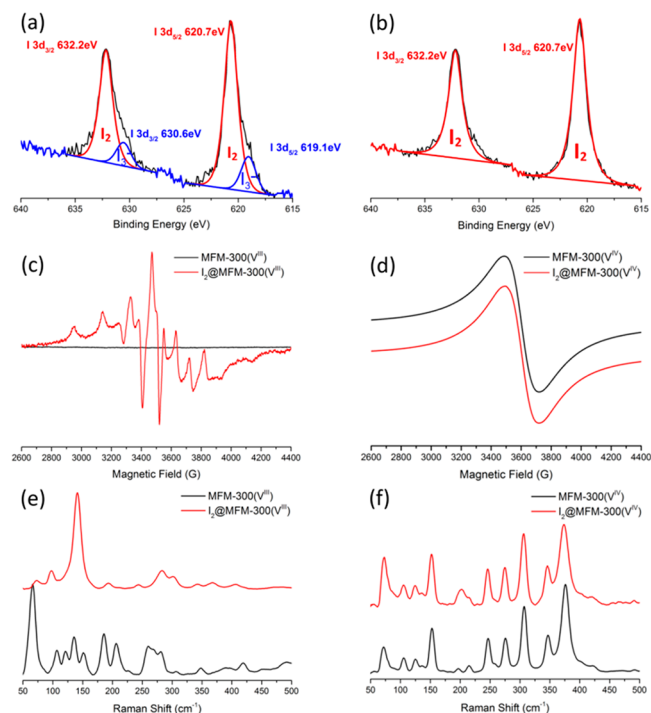 (a)
I 3d3/2 632.2eV
I 3d5/2 620.7eV
I 3d3/2 630.6eV
I 3d5/2 619.1eV
I2
I3-
I2
I3-
640 635 630 625 620 615
Binding Energy (eV)
(b)
I 3d3/2 632.2eV
I 3d5/2 620.7eV
I2
I2
640 635 630 625 620 615
Binding Energy (eV)
(c)
MFM-300(VIII)
I2@MFM-300(VIII)
2600 2800 3000 3200 3400 3600 3800 4000 4200 4400
Magnetic Field (G)
(d)
MFM-300(VIV)
I2@MFM-300(VIV)
2600 2800 3000 3200 3400 3600 3800 4000 4200 4400
Magnetic Field (G)
(e)
MFM-300(VIII)
I2@MFM-300(VIII)
50 100 150 200 250 300 350 400 450 500
Raman Shift (cm-1)
(f)
MFM-300(VIV)
I2@MFM-300(VIV)
50 100 150 200 250 300 350 400 450 500
Raman Shift (cm-1)